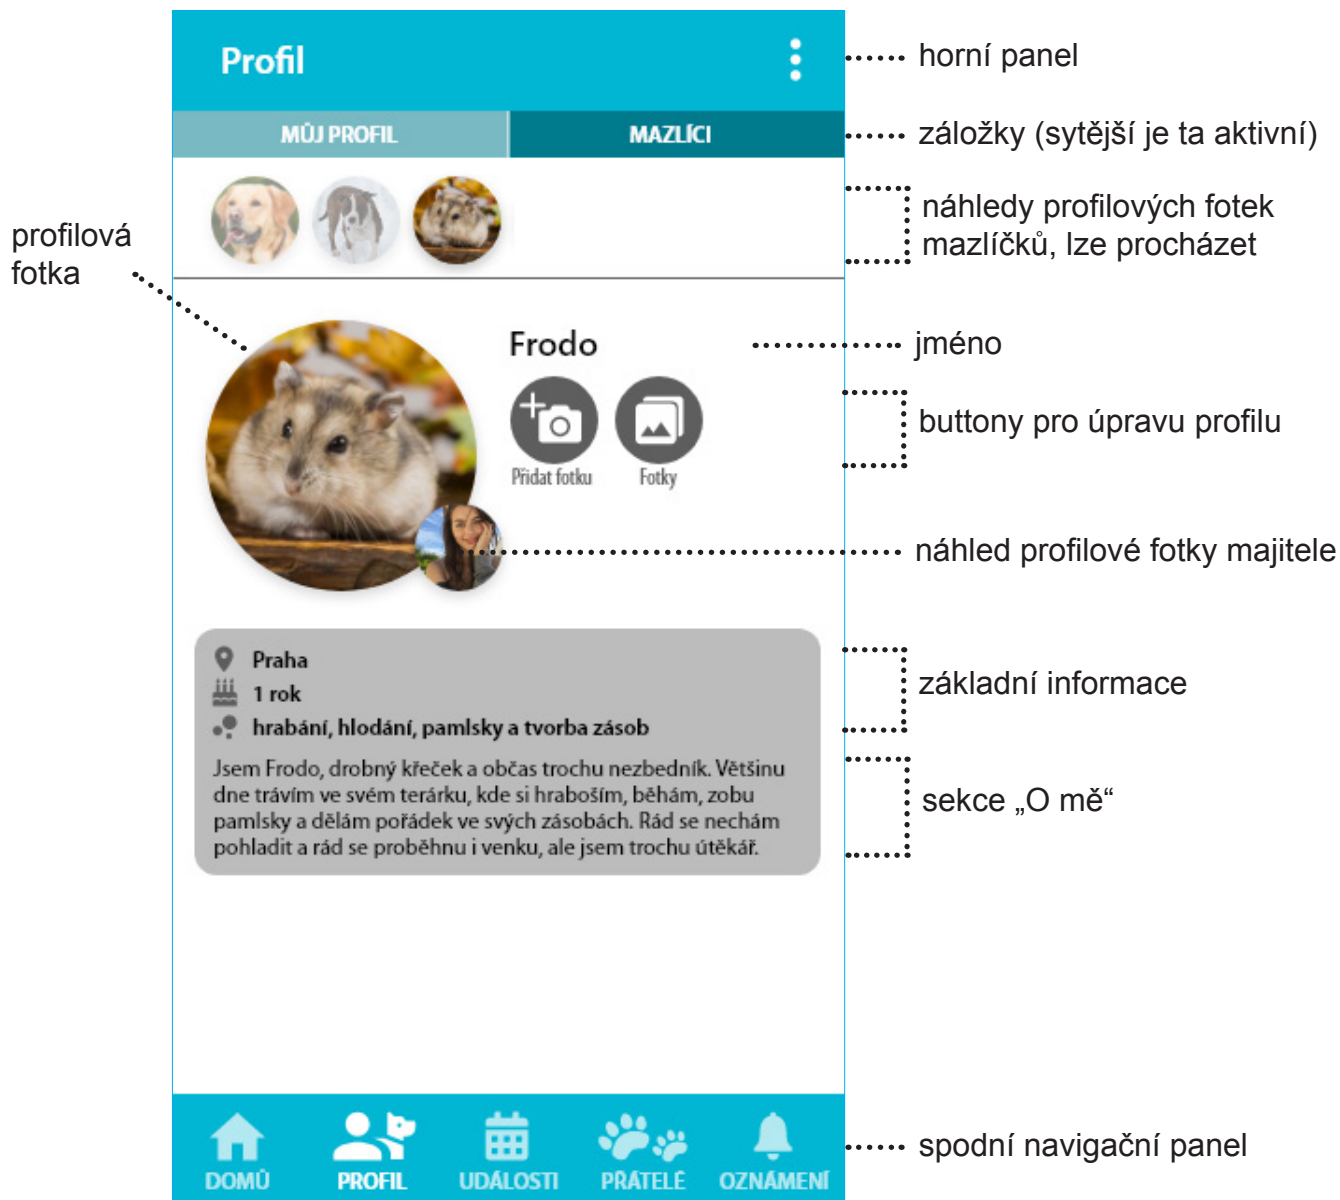 Profil
horní panel
MŮJ PROFIL
MAZLÍCI
záložky (sytější je ta aktivní)
náhledy profilových fotek
mazlíčků, lze procházet
profilová
fotka
Frodo
jméno
Přidat fotku
Fotky
buttony pro úpravu profilu
náhled profilové fotky majitele
Praha
1 rok
hrabání, hlodání, pamlsky a tvorba zásob
základní informace
Jsem Frodo, drobný křeček a občas trochu nezbedník. Většinu
dne trávím ve svém terárku, kde si hraboším, běhám, zobu
pamlsky a dělám pořádek ve svých zásobách. Rád se nechám
pohladit a rád se proběhnu i venku, ale jsem trochu útěkář.
sekce „O mě“
DOMŮ
PROFIL
UDÁLOSTI
PŘÁTELÉ
OZNÁMENÍ
spodní navigační panel